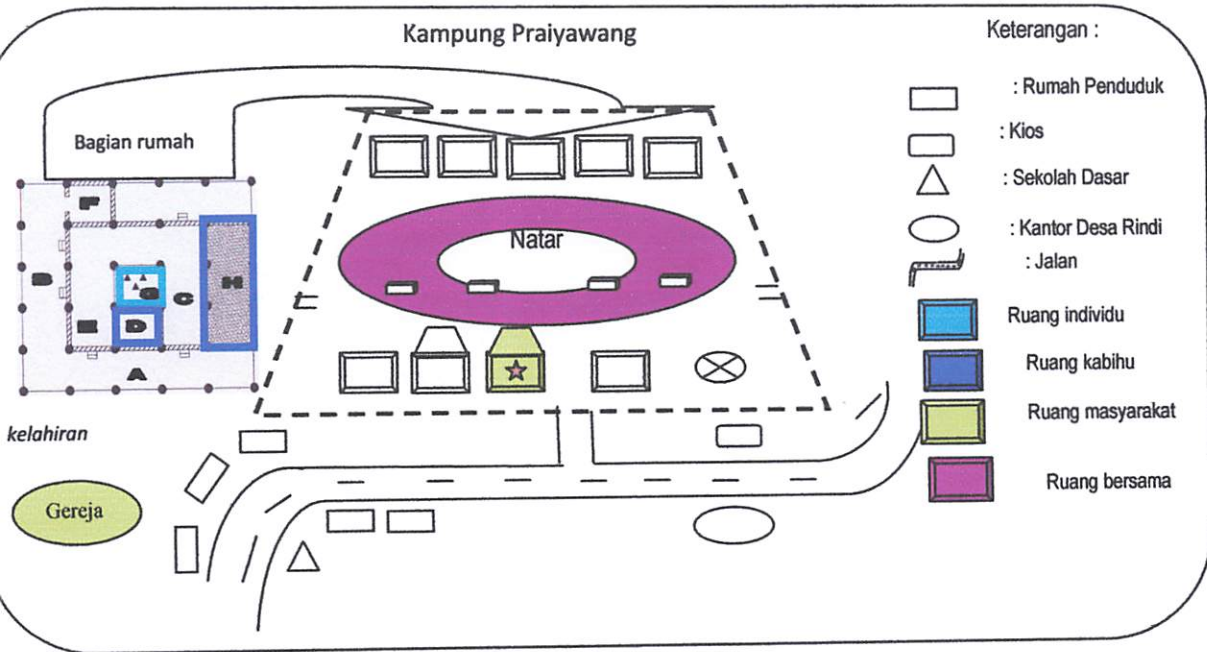 Kampung Praiyawang
Keterangan :
: Rumah Penduduk
: Kios
: Sekolah Dasar
: Kantor Desa Rindi
: Jalan
Ruang individu
Ruang kabihu
Ruang masyarakat
Ruang bersama
Bagian rumah
F
B
G
C
H
E
D
A
Natar
kelahiran
Gereja